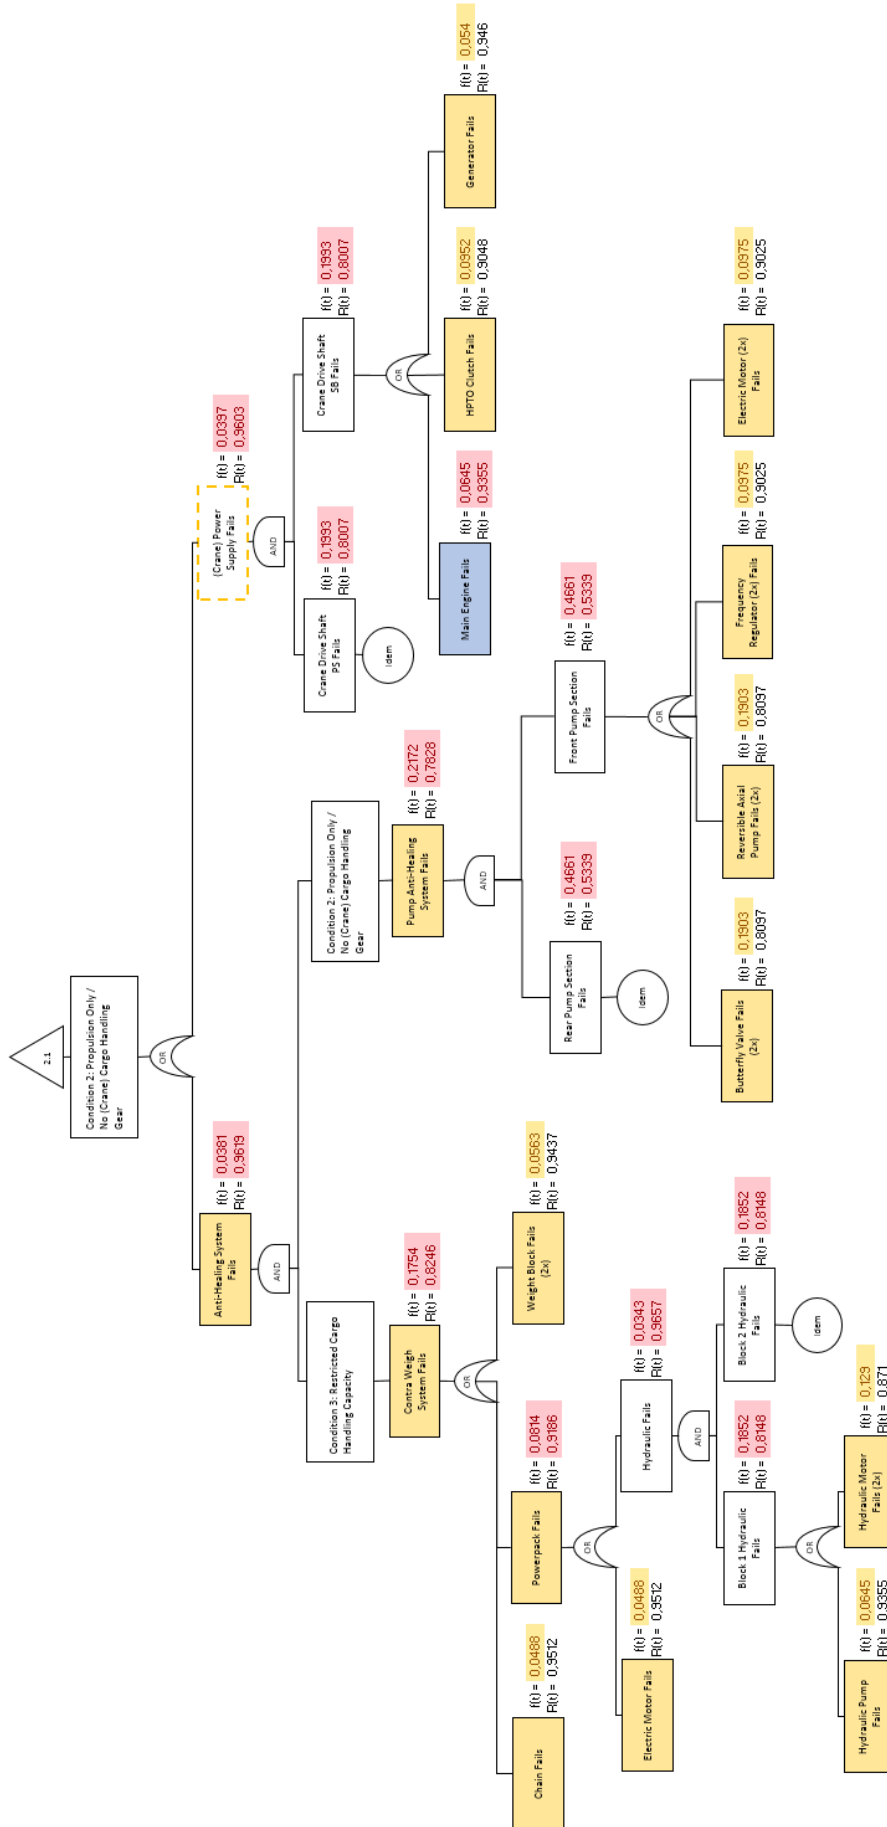 2.1
Condition 2: Propulsion Only /
No (Crane) Cargo Handling
Gear
OR
Anti-Healing System
Fails
f(t) = 0,0381
R(t) = 0,9619
AND
(Crane) Power
Supply Fails
f(t) = 0,0397
R(t) = 0,9603
AND
Condition 3: Restricted Cargo
Handling Capacity
Condition 2: Propulsion Only /
No (Crane) Cargo Handling
Gear
Crane Drive Shaft
PS Fails
f(t) = 0,1993
R(t) = 0,8007
Idem
Crane Drive Shaft
SB Fails
f(t) = 0,1993
R(t) = 0,8007
OR
Contra Weigh
System Fails
f(t) = 0,1754
R(t) = 0,8246
OR
Pump Anti-Healing
System Fails
f(t) = 0,2172
R(t) = 0,7828
AND
Main Engine Fails
f(t) = 0,0645
R(t) = 0,9355
HPTO Clutch Fails
f(t) = 0,0952
R(t) = 0,9048
Generator Fails
f(t) = 0,054
R(t) = 0,946
Chain Fails
f(t) = 0,0488
R(t) = 0,9512
Powerpack Fails
f(t) = 0,0814
R(t) = 0,9186
OR
Weight Block Fails
(2x)
f(t) = 0,0563
R(t) = 0,9437
Rear Pump Section
Fails
f(t) = 0,4661
R(t) = 0,5339
Idem
Front Pump Section
Fails
f(t) = 0,4661
R(t) = 0,5339
OR
Electric Motor Fails
f(t) = 0,0488
R(t) = 0,9512
Hydraulic Fails
f(t) = 0,0343
R(t) = 0,9657
AND
Butterfly Valve Fails
(2x)
f(t) = 0,1903
R(t) = 0,8097
Reversible Axial
Pump Fails (2x)
f(t) = 0,1903
R(t) = 0,8097
Frequency
Regulator (2x) Fails
f(t) = 0,0975
R(t) = 0,9025
Electric Motor (2x)
Fails
f(t) = 0,0975
R(t) = 0,9025
Block 1 Hydraulic
Fails
f(t) = 0,1852
R(t) = 0,8148
OR
Block 2 Hydraulic
Fails
f(t) = 0,1852
R(t) = 0,8148
Idem
Hydraulic Pump
Fails
f(t) = 0,0645
R(t) = 0,9355
Hydraulic Motor
Fails (2x)
f(t) = 0,129
R(t) = 0,871